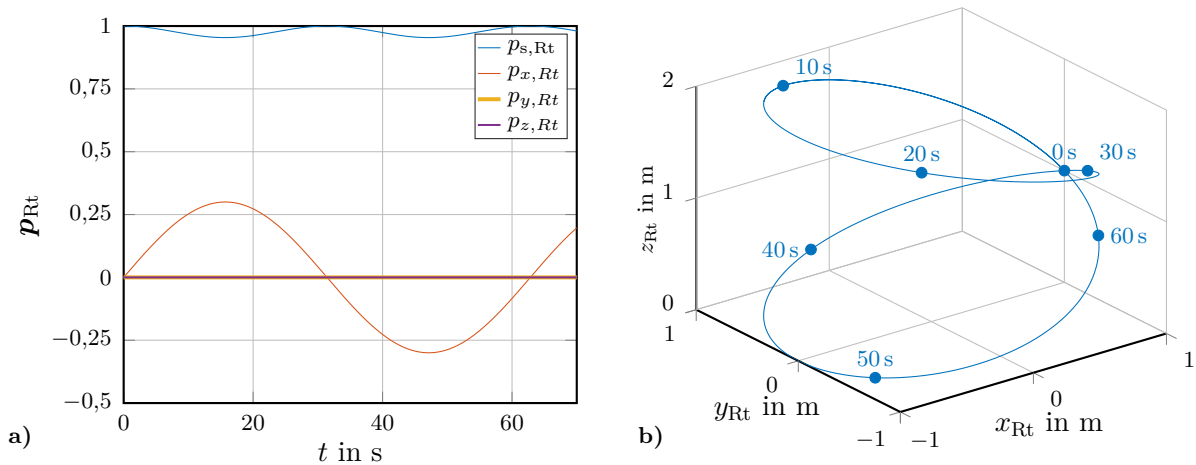 1
0,75
0,5
0,25
0
−0,25
−0,5
p_Rt
0 20 40 60
t in s
p_s,Rt
p_x,Rt
p_y,Rt
p_z,Rt
a)
2
1
0
z_Rt in m
10 s
20 s
0 s
30 s
40 s
60 s
50 s
1
0
−1
y_Rt in m
−1
0
1
x_Rt in m
b)